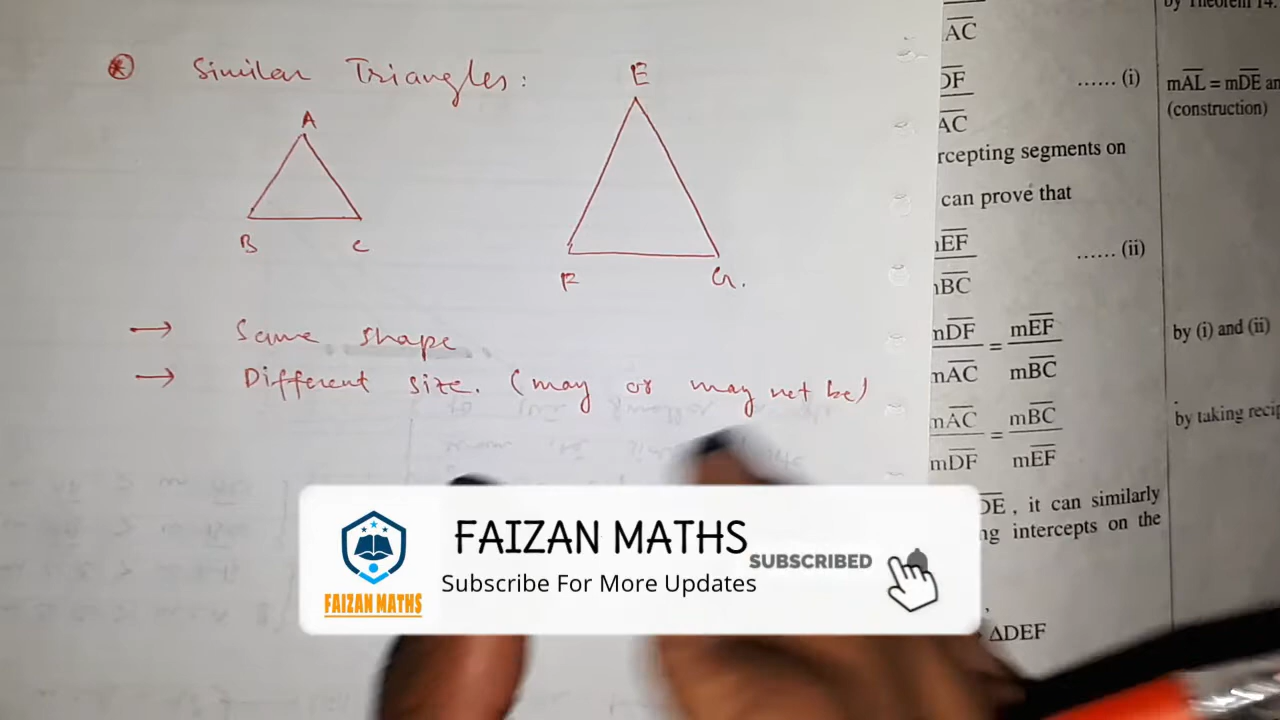 Similar Triangles:
A
B C
E
F G.
→ Same shape
→ Different size. (may or may not be)
FAIZAN MATHS
Subscribe For More Updates
SUBSCRIBED
FAIZAN MATHS
by Theorem 14.
AC
DF
...... (i)
AC
mAL = mDE an
(construction)
rcepting segments on
can prove that
EF
...... (ii)
BC
mDF = mEF
mAC mBC
by (i) and (ii)
mAC = mBC
mDF mEF
by taking recip
DE, it can similarly
ng intercepts on the
ΔDEF